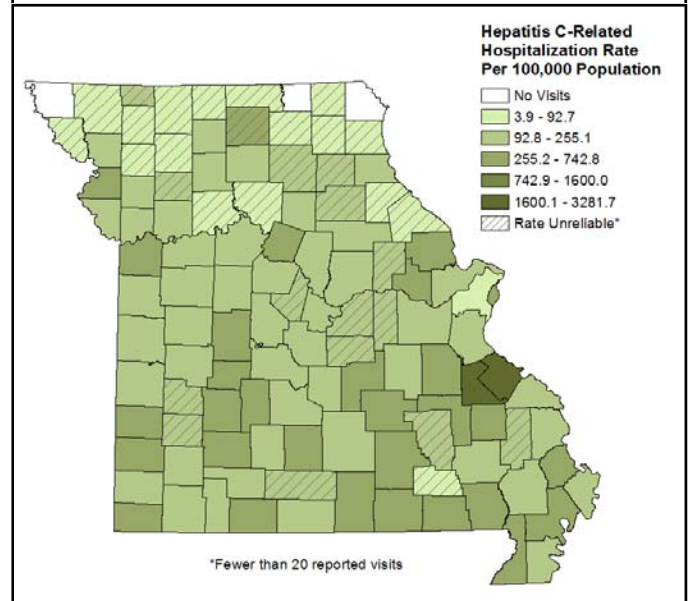 Hepatitis C-Related
Hospitalization Rate
Per 100,000 Population
No Visits
3.9 - 92.7
92.8 - 255.1
255.2 - 742.8
742.9 - 1600.0
1600.1 - 3281.7
Rate Unreliable*
*Fewer than 20 reported visits